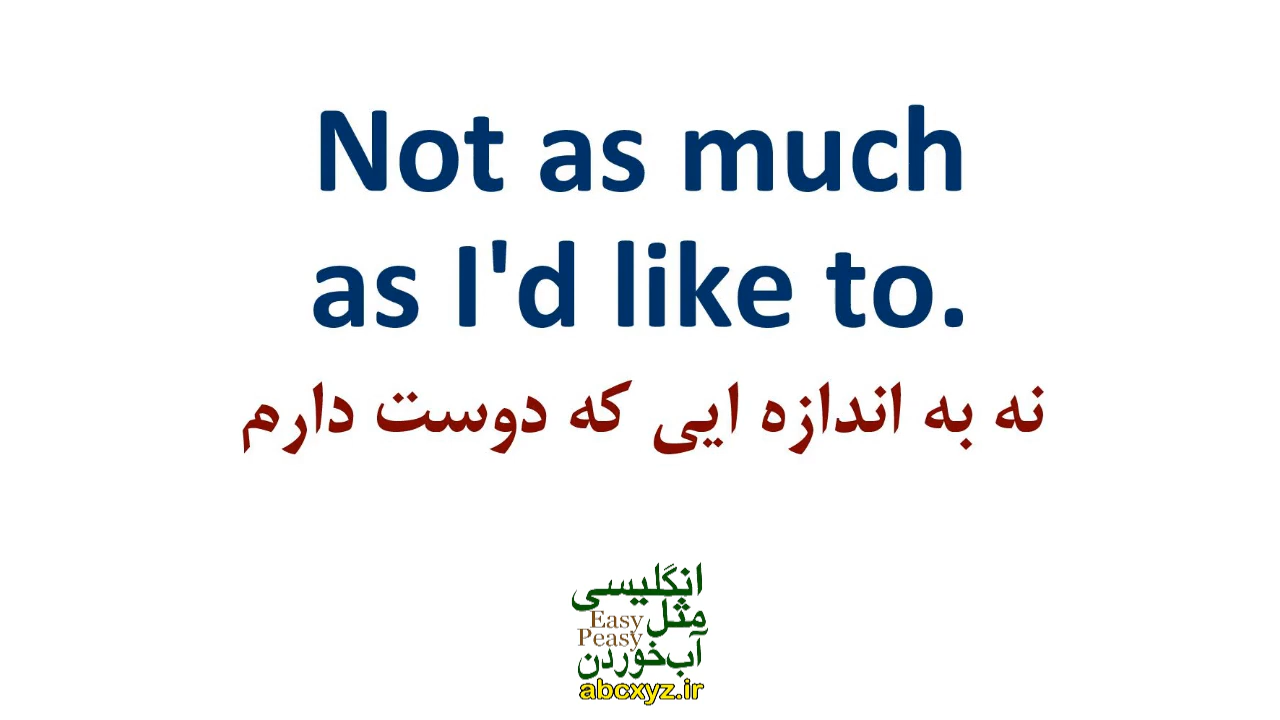 Not as much
as I'd like to.
نه به اندازه ایی که دوست دارم
انگلیسی
مثل
Easy
Peasy
آب‌خوردن
abcxyz.ir